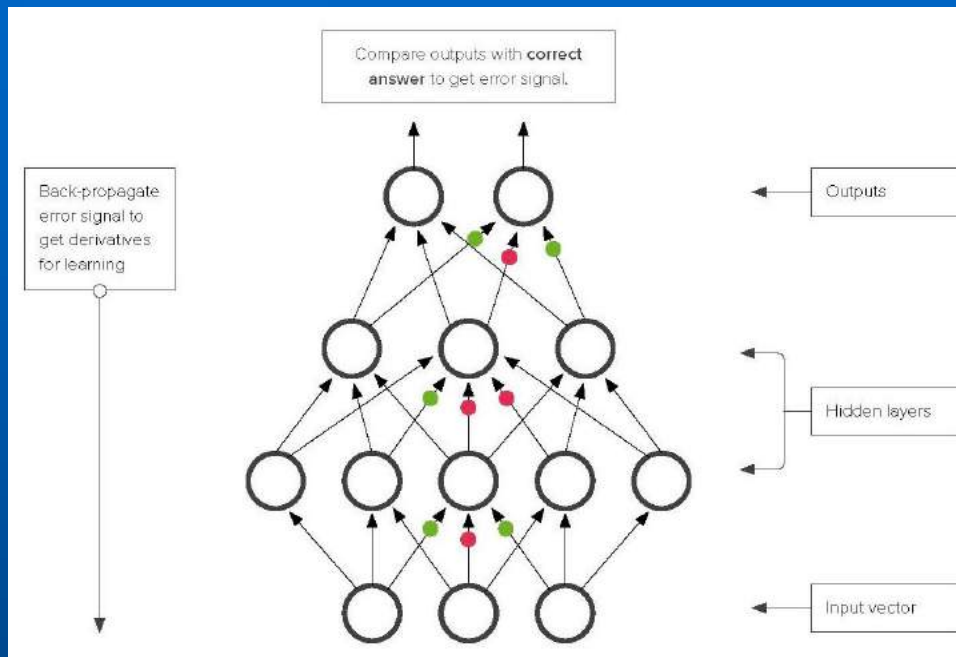 Compare outputs with correct
answer to get error signal.
Back-propagate
error signal to
get derivatives
for learning
Outputs
Hidden layers
Input vector